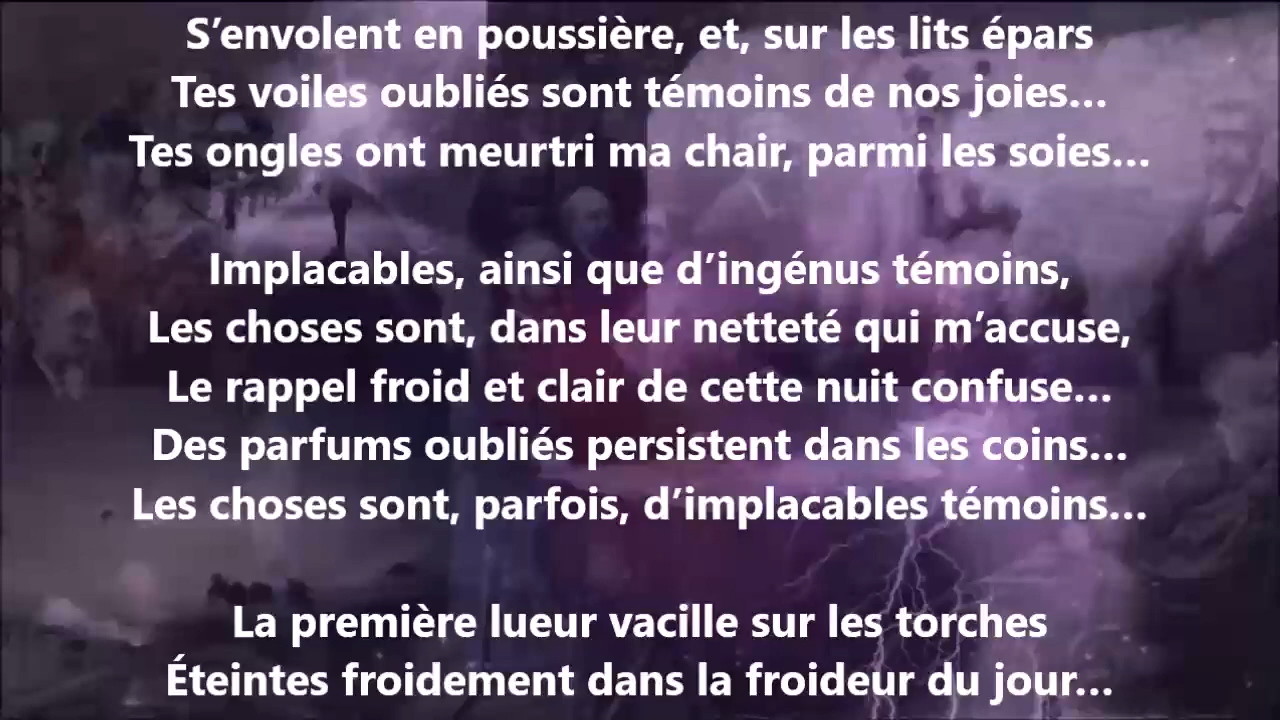 S’envolent en poussière, et, sur les lits épars
Tes voiles oubliés sont témoins de nos joies...
Tes ongles ont meurtri ma chair, parmi les soies...
Implacables, ainsi que d’ingénus témoins,
Les choses sont, dans leur netteté qui m’accuse,
Le rappel froid et clair de cette nuit confuse...
Des parfums oubliés persistent dans les coins...
Les choses sont, parfois, d’implacables témoins...
La première lueur vacille sur les torches
Éteintes froidement dans la froideur du jour...